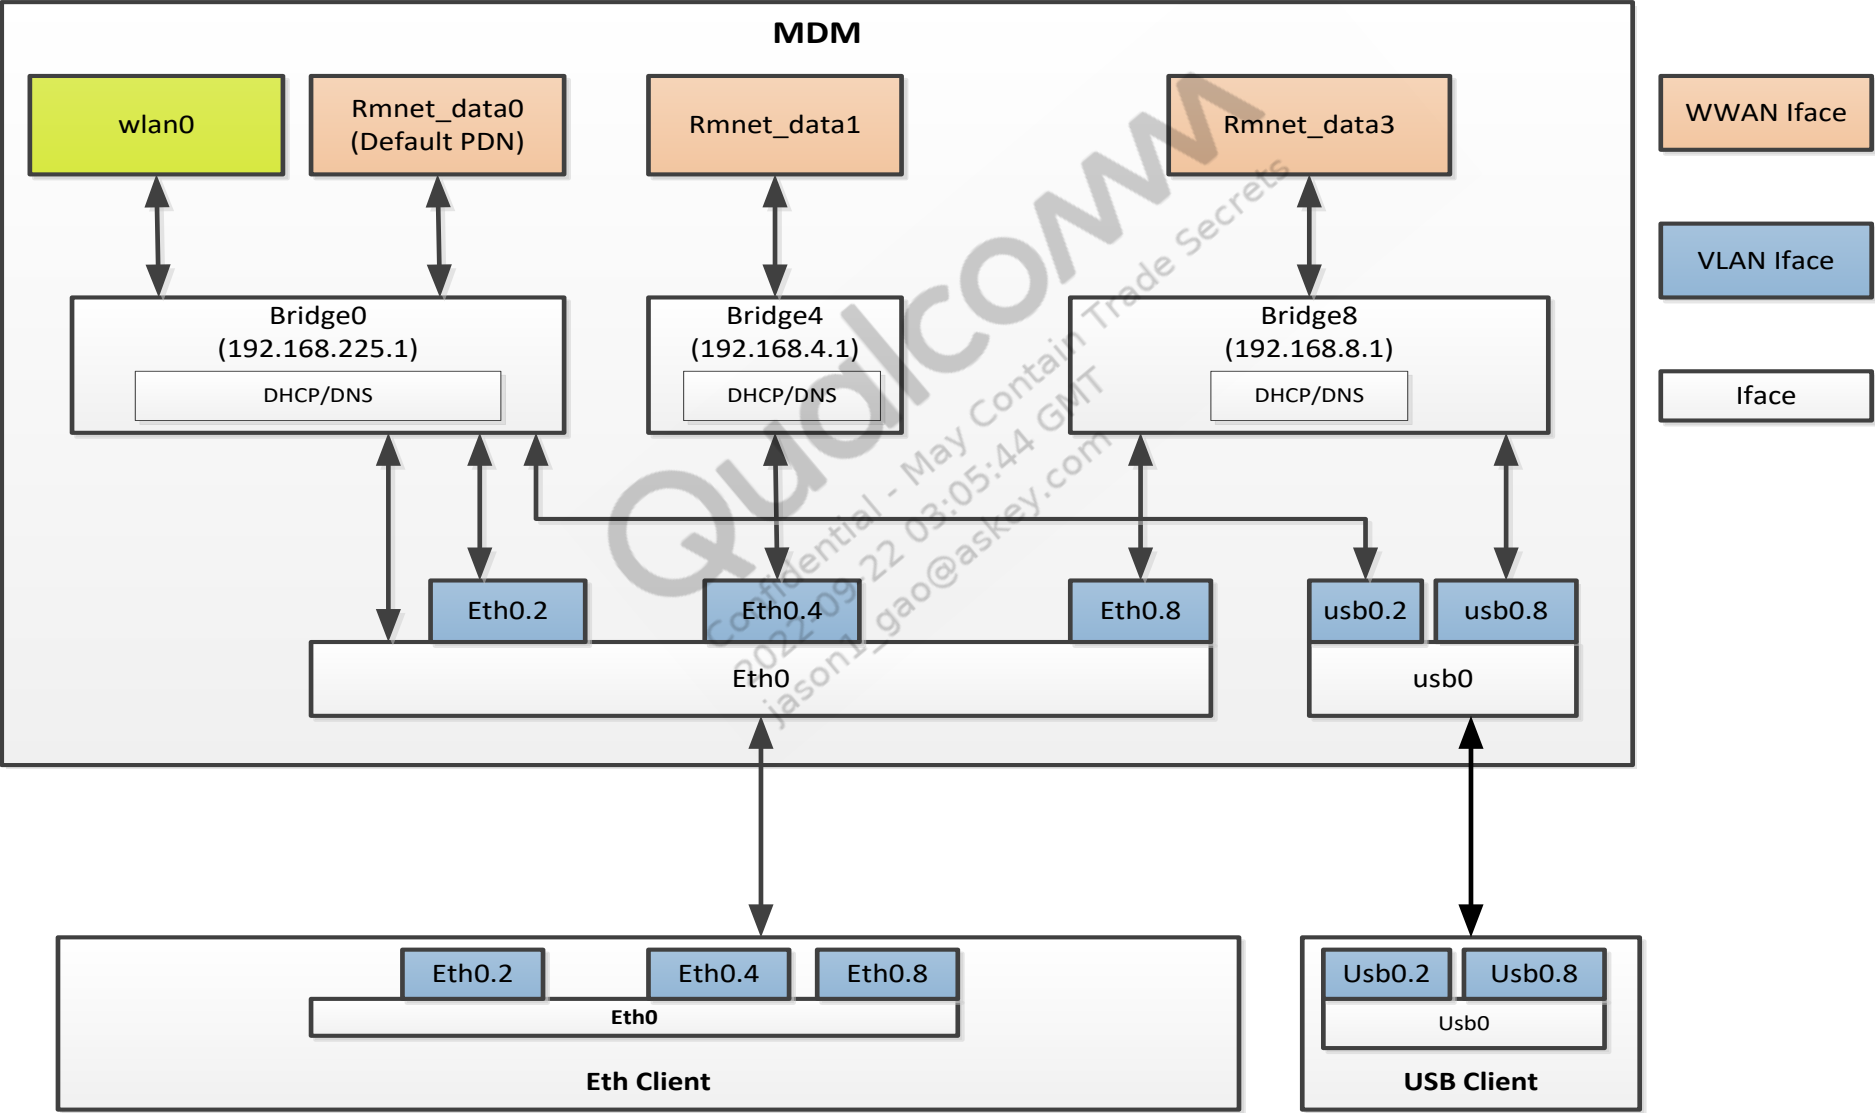 MDM
wlan0
Rmnet_data0
(Default PDN)
Rmnet_data1
Rmnet_data3
WWAN Iface
VLAN Iface
Iface
Bridge0
(192.168.225.1)
DHCP/DNS
Bridge4
(192.168.4.1)
DHCP/DNS
Bridge8
(192.168.8.1)
DHCP/DNS
Qualcomm
Confidential - May Contain Trade Secrets
2022-09-22 03:05:44 GMT
jason1_gao@askey.com
Eth0.2
Eth0.4
Eth0.8
usb0.2
usb0.8
Eth0
usb0
Eth0.2
Eth0.4
Eth0.8
Eth0
Eth Client
Usb0.2
Usb0.8
Usb0
USB Client